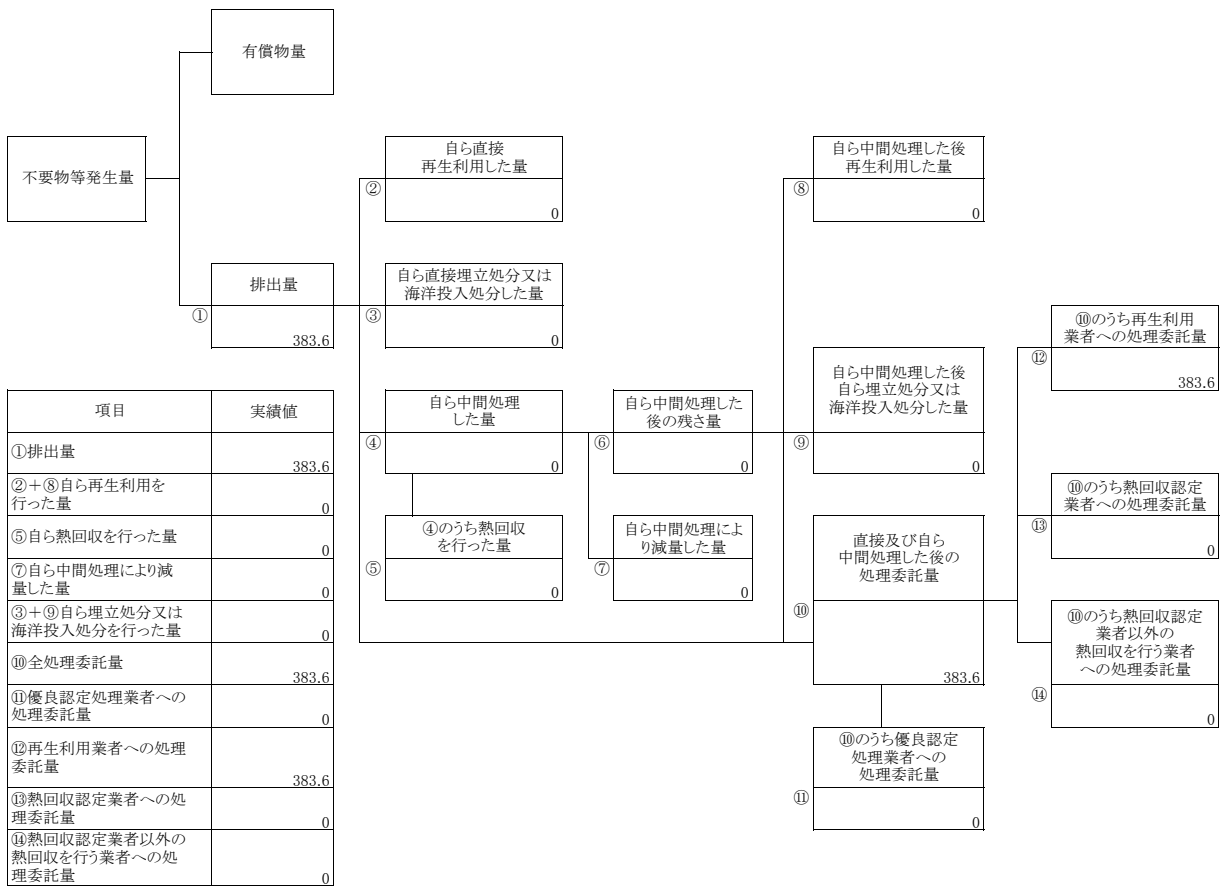 有償物量
不要物等発生量
自ら直接
再生利用した量
②
0
自ら中間処理した後
再生利用した量
⑧
0
排出量
①
383.6
自ら直接埋立処分又は
海洋投入処分した量
③
0
⑩のうち再生利用
業者への処理委託量
⑫
383.6
自ら中間処理
した量
④
0
自ら中間処理した
後の残さ量
⑥
0
自ら中間処理した後
自ら埋立処分又は
海洋投入処分した量
⑨
0
⑩のうち熱回収認定
業者への処理委託量
⑬
0
④のうち熱回収
を行った量
⑤
0
自ら中間処理によ
り減量した量
⑦
0
直接及び自ら
中間処理した後の
処理委託量
⑩
383.6
⑩のうち熱回収認定
業者以外の
熱回収を行う業者
への処理委託量
⑭
0
⑩のうち優良認定
処理業者への
処理委託量
⑪
0
項目 実績値
①排出量
383.6
②＋⑧自ら再生利用を
行った量
0
⑤自ら熱回収を行った量
0
⑦自ら中間処理により減
量した量
0
③＋⑨自ら埋立処分又は
海洋投入処分を行った量
0
⑩全処理委託量
383.6
⑪優良認定処理業者への
処理委託量
0
⑫再生利用業者への処理
委託量
383.6
⑬熱回収認定業者への処
理委託量
0
⑭熱回収認定業者以外の
熱回収を行う業者への処
理委託量
0